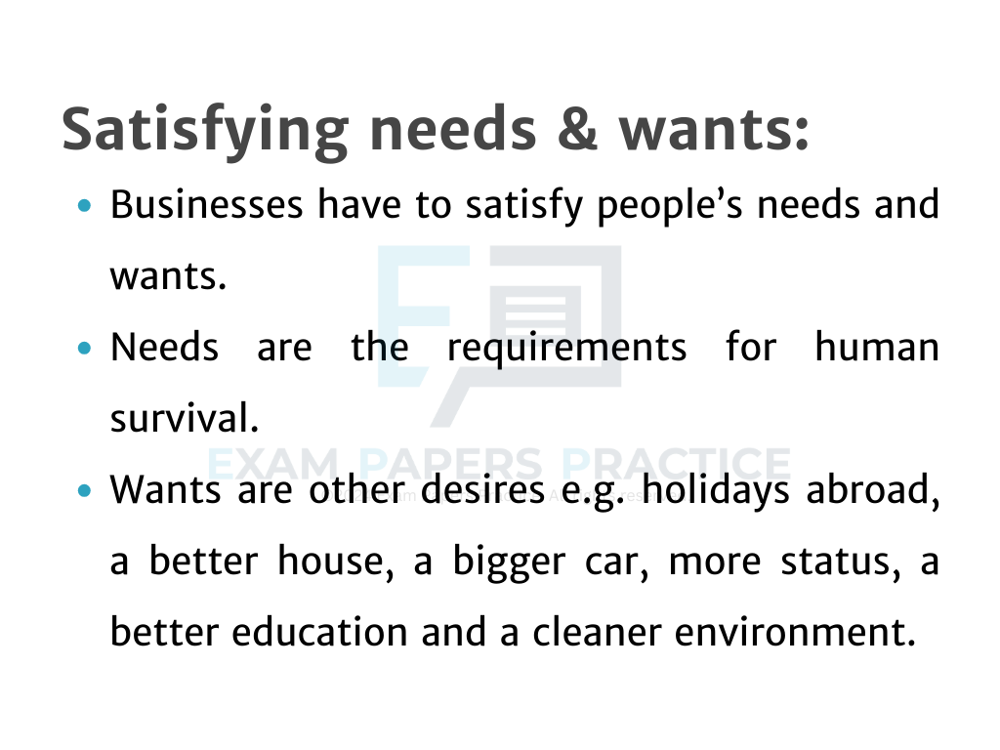 Satisfying needs & wants:
• Businesses have to satisfy people’s needs and
wants.
• Needs are the requirements for human
survival.
EXAM PAPERS PRACTICE
• Wants are other desires e.g. holidays abroad,
a better house, a bigger car, more status, a
better education and a cleaner environment.